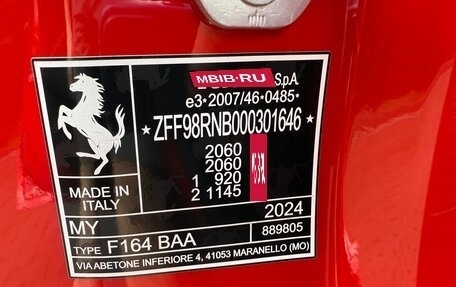 MBIB.RU
S.p.A
e3*2007/46*0485*
*ZFF98RNB000301646*
2060
2060
1 920
2 1145
MADE IN
ITALY
MY 2024
TYPE F164 BAA 889805
VIA ABETONE INFERIORE 4, 41053 MARANELLO (MO)